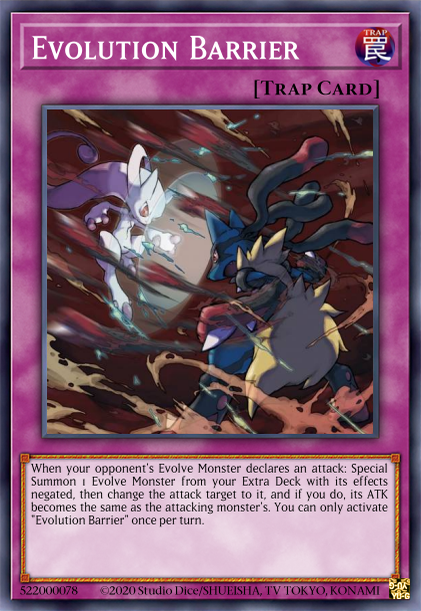 Evolution Barrier
TRAP
罠
[Trap Card]
When your opponent's Evolve Monster declares an attack: Special
Summon 1 Evolve Monster from your Extra Deck with its effects
negated, then change the attack target to it, and if you do, its ATK
becomes the same as the attacking monster's. You can only activate
"Evolution Barrier" once per turn.
522000078 ©2020 Studio Dice/SHUEISHA, TV TOKYO, KONAMI